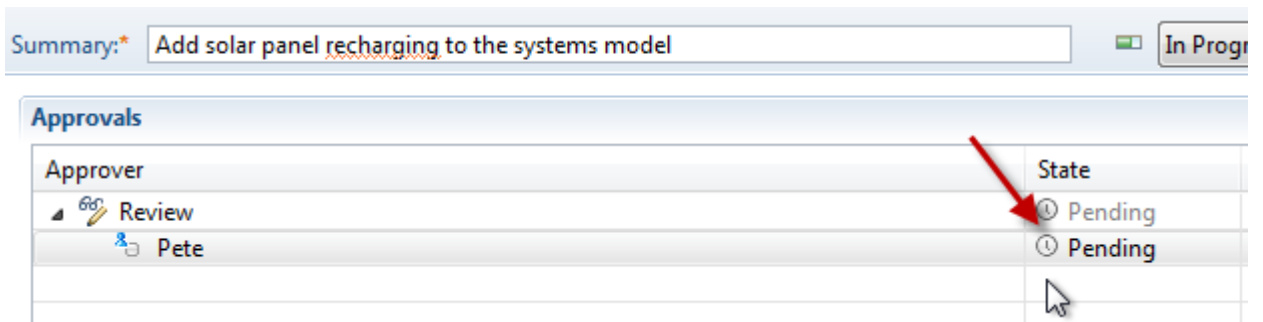 Summary:* Add solar panel recharging to the systems model In Progr
Approvals
Approver State
Review Pending
Pete Pending